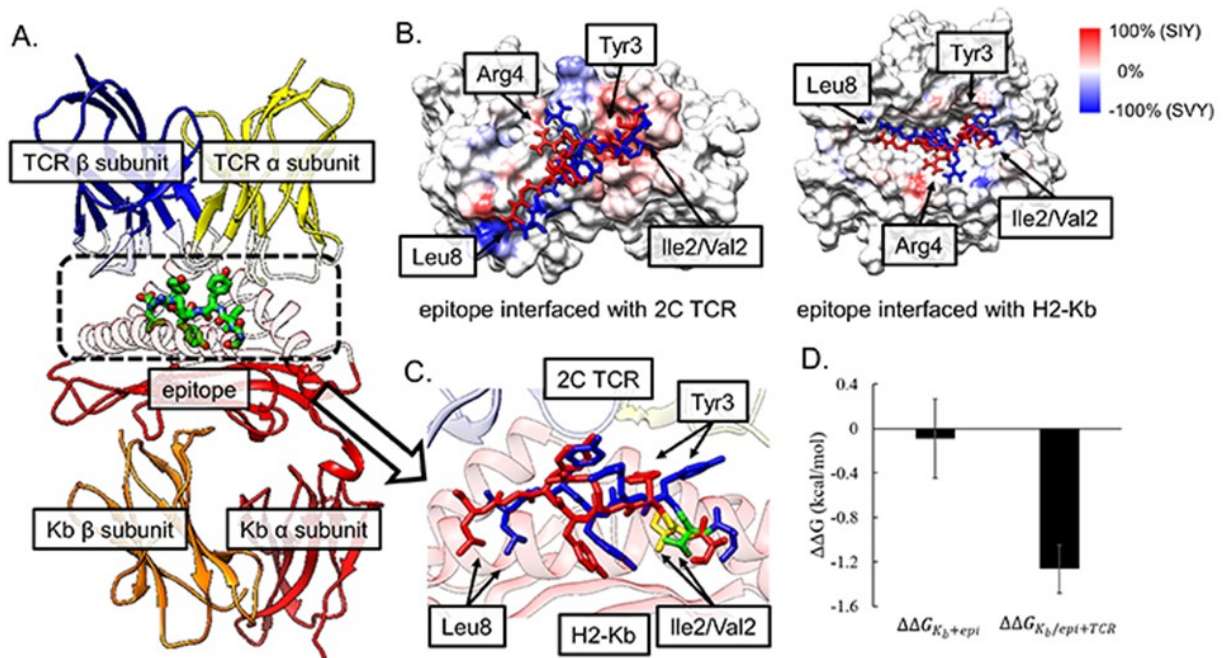 A.
TCR β subunit
TCR α subunit
epitope
Kb β subunit
Kb α subunit
B.
Tyr3
Arg4
Leu8
Ile2/Val2
epitope interfaced with 2C TCR
Tyr3
Leu8
Arg4
Ile2/Val2
epitope interfaced with H2-Kb
100% (SIY)
0%
-100% (SVY)
C.
2C TCR
Tyr3
Leu8
H2-Kb
Ile2/Val2
D.
ΔΔG (kcal/mol)
0.4
0
-0.4
-0.8
-1.2
-1.6
ΔΔG_{K_b+epi}
ΔΔG_{K_b/epi+TCR}